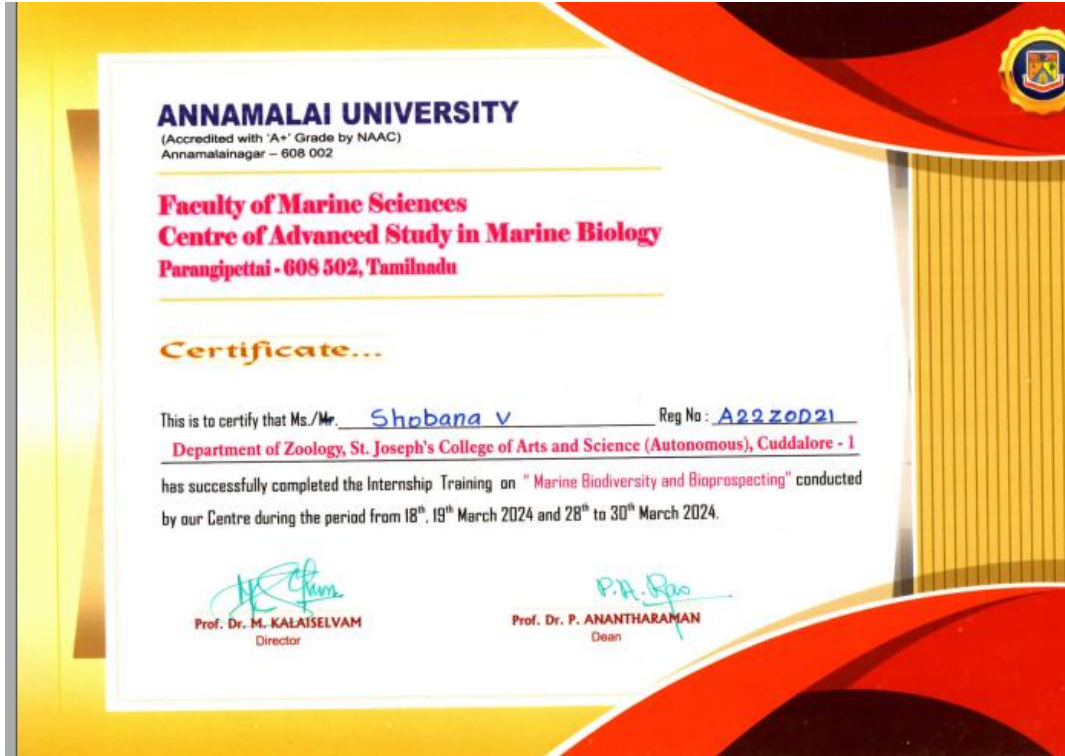 ANNAMALAI UNIVERSITY
(Accredited with 'A+' Grade by NAAC)
Annamalainagar – 608 002
Faculty of Marine Sciences
Centre of Advanced Study in Marine Biology
Parangipettai - 608 502, Tamilnadu
Certificate...
This is to certify that Ms./Mr. Shobana V Reg No : A22ZOD21
Department of Zoology, St. Joseph's College of Arts and Science (Autonomous), Cuddalore - 1
has successfully completed the Internship Training on " Marine Biodiversity and Bioprospecting" conducted
by our Centre during the period from 18th, 19th March 2024 and 28th to 30th March 2024.
P.A. Rao
Prof. Dr. M. KALAISELVAM
Director
Prof. Dr. P. ANANTHARAMAN
Dean